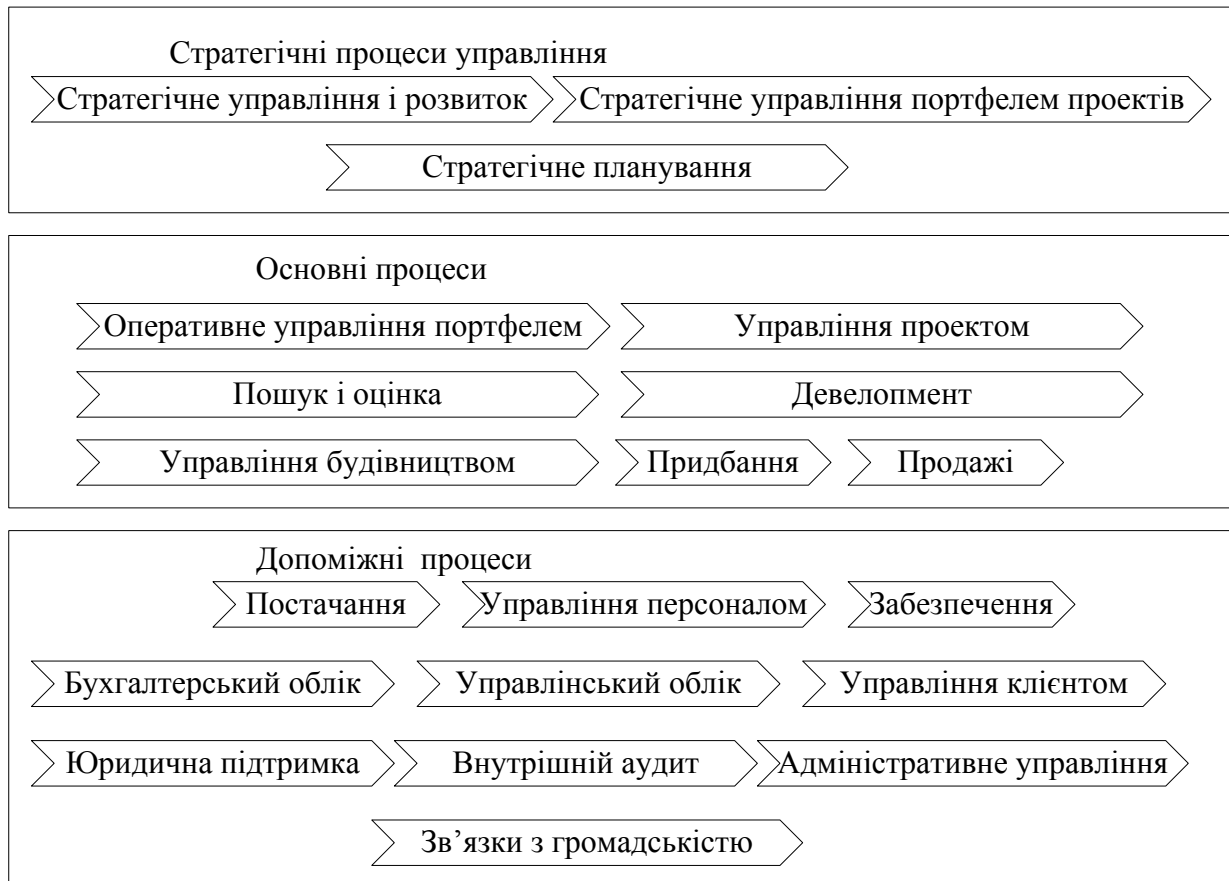 Стратегічні процеси управління
Стратегічне управління і розвиток Стратегічне управління портфелем проектів
Стратегічне планування
Основні процеси
Оперативне управління портфелем Управління проектом
Пошук і оцінка Девелопмент
Управління будівництвом Придбання Продажі
Допоміжні процеси
Постачання Управління персоналом Забезпечення
Бухгалтерський облік Управлінський облік Управління клієнтом
Юридична підтримка Внутрішній аудит Адміністративне управління
Зв’язки з громадськістю